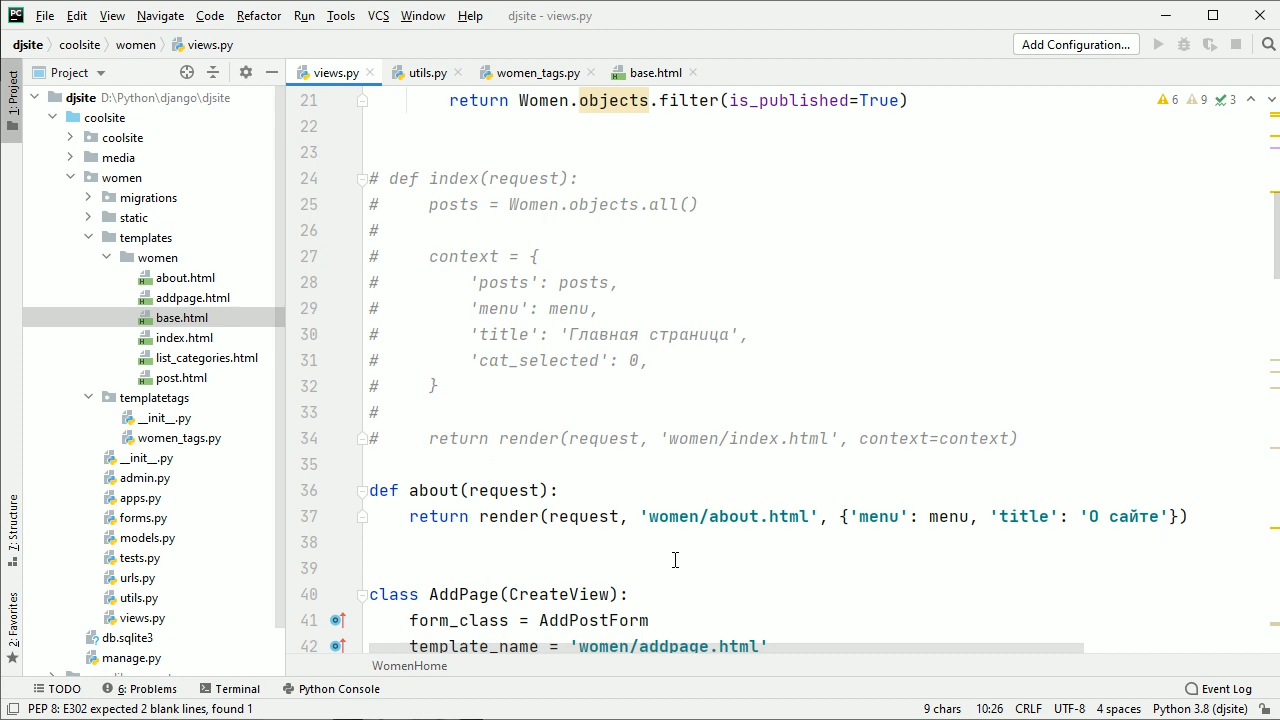 File Edit View Navigate Code Refactor Run Tools VCS Window Help djsite - views.py
djsite coolsite women views.py Add Configuration...
1: Project
Project
views.py utils.py women_tags.py base.html
djsite D:\Python\django\djsite
coolsite
coolsite
media
women
migrations
static
templates
women
about.html
addpage.html
base.html
index.html
list_categories.html
post.html
templatetags
__init__.py
women_tags.py
__init__.py
admin.py
apps.py
forms.py
models.py
tests.py
urls.py
utils.py
views.py
db.sqlite3
manage.py
7: Structure
2: Favorites
6 9 3
21 return Women.objects.filter(is_published=True)
22
23
24 # def index(request):
25 #     posts = Women.objects.all()
26 #
27 #     context = {
28 #         'posts': posts,
29 #         'menu': menu,
30 #         'title': 'Главная страница',
31 #         'cat_selected': 0,
32 #     }
33 #
34 #     return render(request, 'women/index.html', context=context)
35
36 def about(request):
37     return render(request, 'women/about.html', {'menu': menu, 'title': 'О сайте'})
38
39
40 class AddPage(CreateView):
41     form_class = AddPostForm
42     template_name = 'women/addpage.html'
WomenHome
TODO 6: Problems Terminal Python Console Event Log
PEP 8: E302 expected 2 blank lines, found 1 9 chars 10:26 CRLF UTF-8 4 spaces Python 3.8 (djsite)